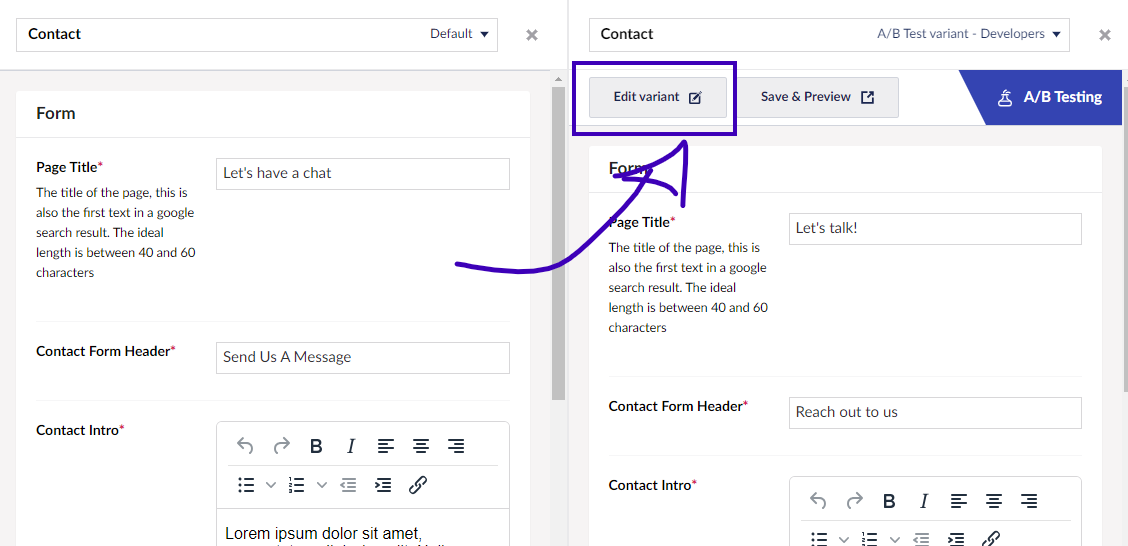 Contact
Default
Form
Page Title*
The title of the page, this is
also the first text in a google
search result. The ideal
length is between 40 and 60
characters
Let's have a chat
Contact Form Header*
Send Us A Message
Contact Intro*
B I
Lorem ipsum dolor sit amet,
Contact
A/B Test variant - Developers
Edit variant
Save & Preview
A/B Testing
Form
Page Title*
The title of the page, this is
also the first text in a google
search result. The ideal
length is between 40 and 60
characters
Let's talk!
Contact Form Header*
Reach out to us
Contact Intro*
B I